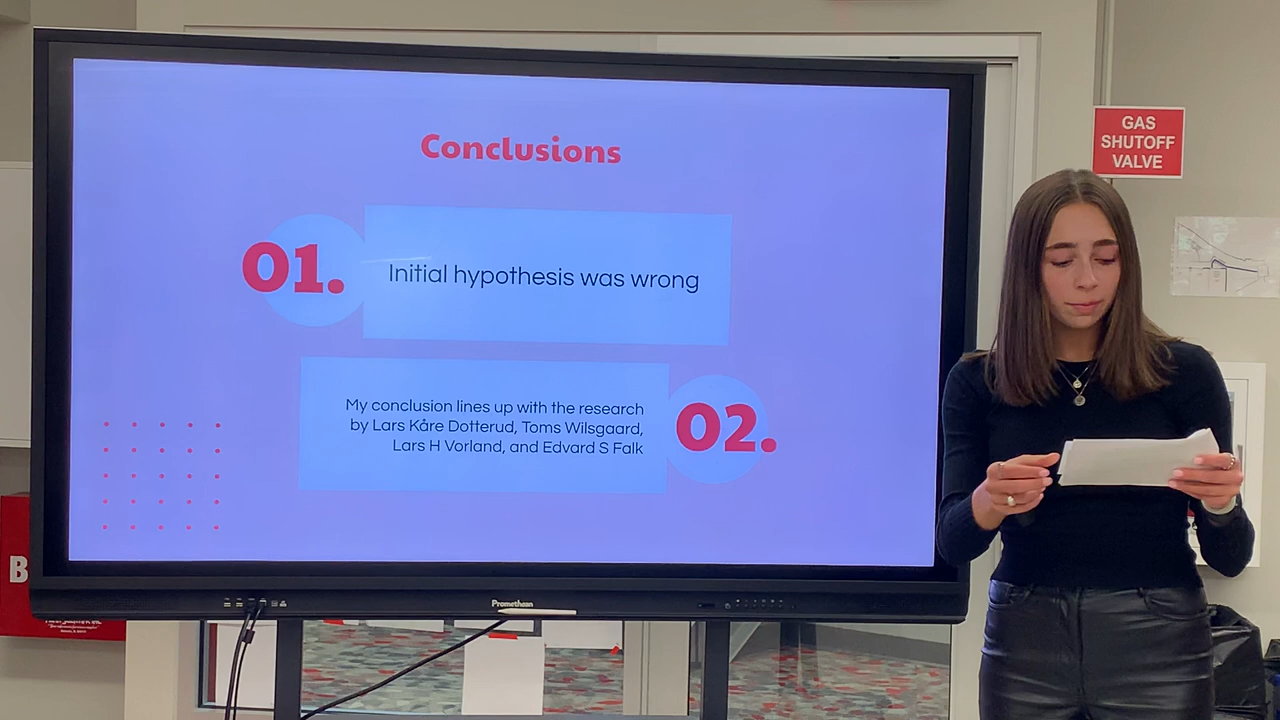 Conclusions
01.
Initial hypothesis was wrong
My conclusion lines up with the research
by Lars Kåre Dotterud, Toms Wilsgaard,
Lars H Vorland, and Edvard S Falk
02.
Promethean
GAS
SHUTOFF
VALVE
B